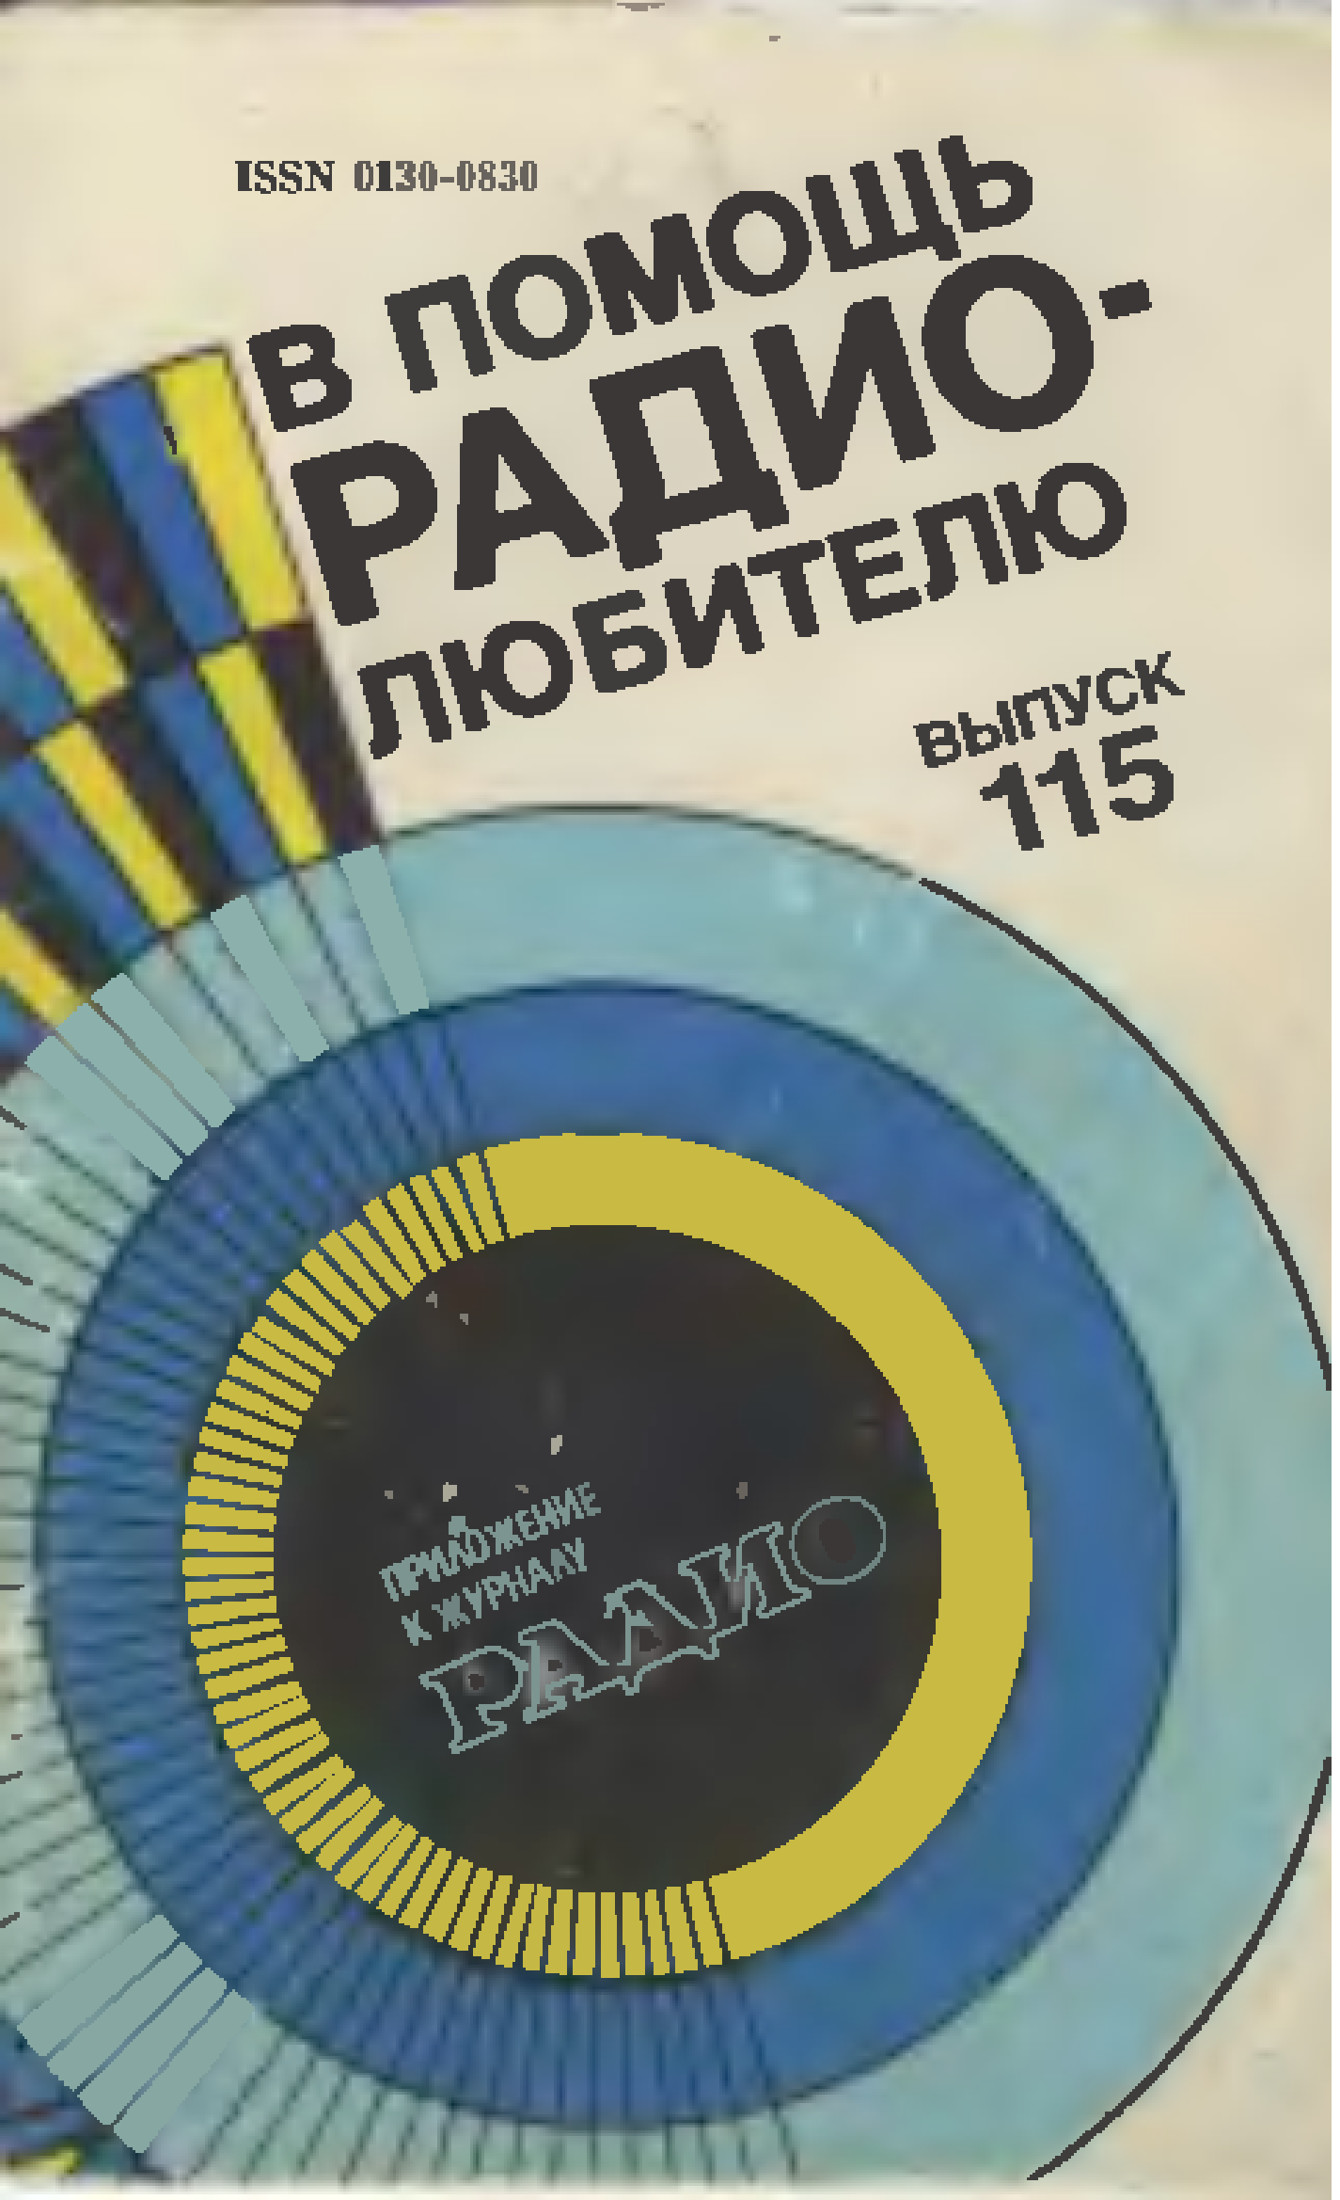 ISSN 0130-0830
В ПОМОЩЬ
РАДИО-
ЛЮБИТЕЛЮ
ВЫПУСК
115
ПРИЛОЖЕНИЕ
К ЖУРНАЛУ
РАДИО